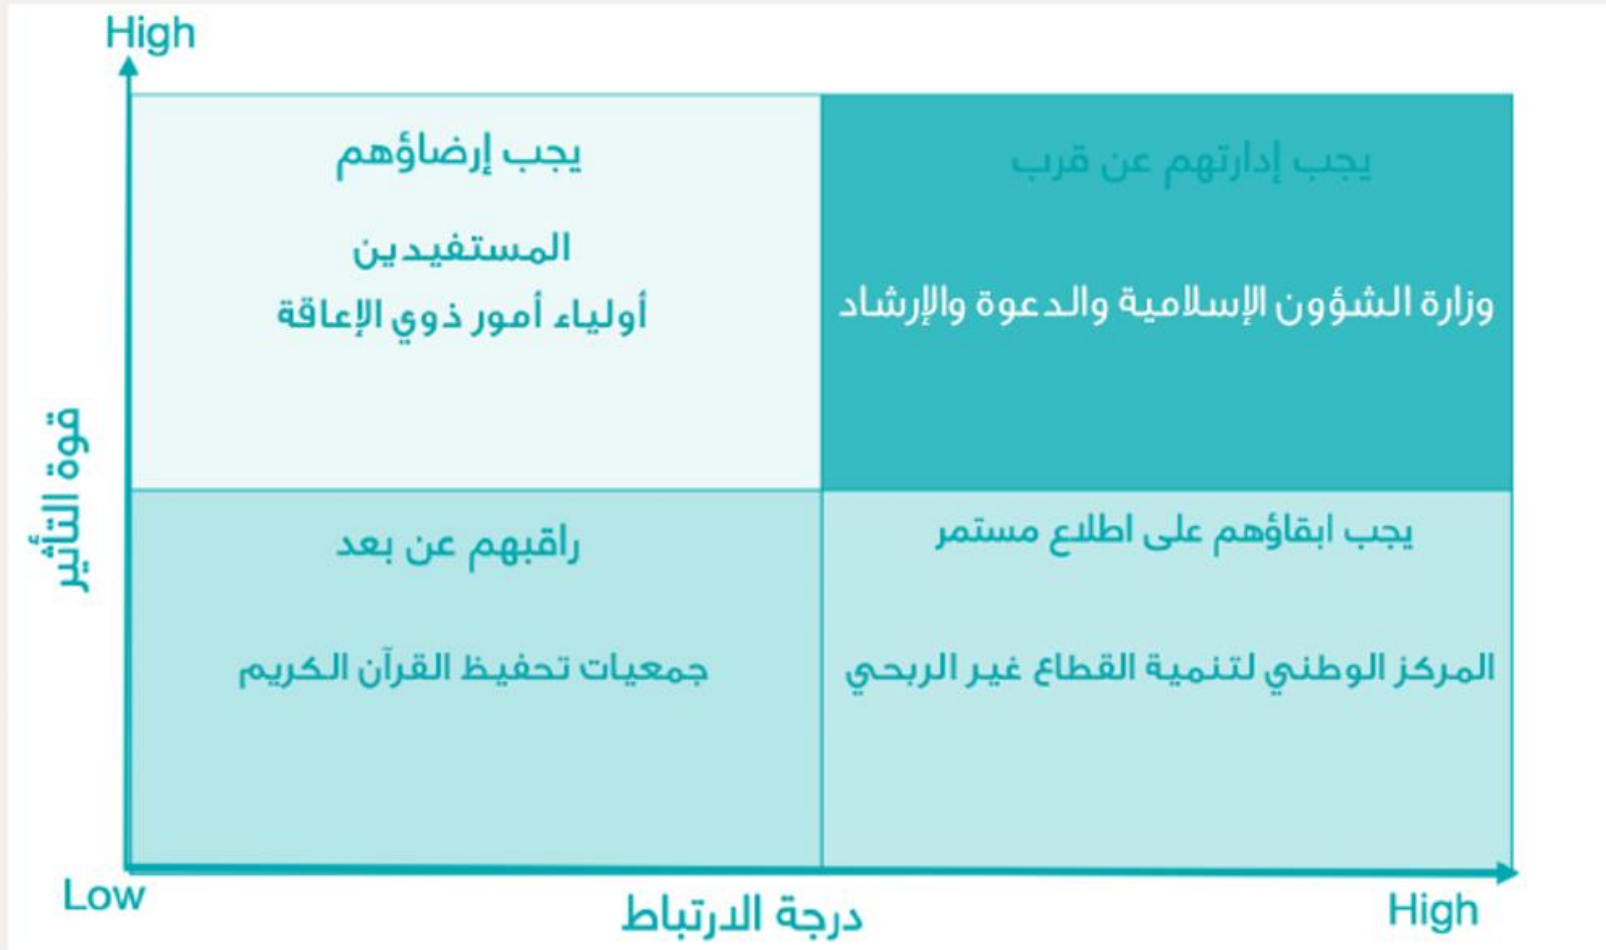 High
يجب إرضاؤهم
المستفيدين
أولياء أمور ذوي الإعاقة
يجب إدارتهم عن قرب
وزارة الشؤون الإسلامية والدعوة والإرشاد
قوة التأثير
راقبهم عن بعد
جمعيات تحفيظ القرآن الكريم
يجب ابقاؤهم على اطلاع مستمر
المركز الوطني لتنمية القطاع غير الربحي
Low
درجة الارتباط
High